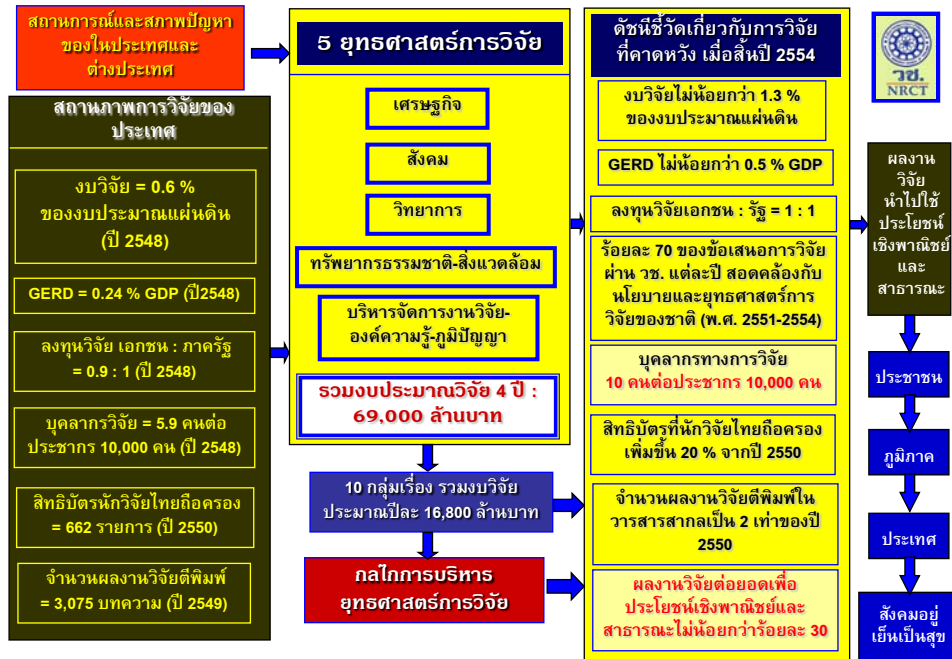 สถานการณ์และสภาพปัญหา
ของในประเทศและ
ต่างประเทศ
สถานภาพการวิจัยของ
ประเทศ
งบวิจัย = 0.6 %
ของงบประมาณแผ่นดิน
(ปี 2548)
GERD = 0.24 % GDP (ปี2548)
ลงทุนวิจัย เอกชน : ภาครัฐ
= 0.9 : 1 (ปี 2548)
บุคลากรวิจัย = 5.9 คนต่อ
ประชากร 10,000 คน (ปี 2548)
สิทธิบัตรนักวิจัยไทยถือครอง
= 662 รายการ (ปี 2550)
จำนวนผลงานวิจัยตีพิมพ์
= 3,075 บทความ (ปี 2549)
5 ยุทธศาสตร์การวิจัย
เศรษฐกิจ
สังคม
วิทยาการ
ทรัพยากรธรรมชาติ-สิ่งแวดล้อม
บริหารจัดการงานวิจัย-
องค์ความรู้-ภูมิปัญญา
รวมงบประมาณวิจัย 4 ปี :
69,000 ล้านบาท
10 กลุ่มเรื่อง รวมงบวิจัย
ประมาณปีละ 16,800 ล้านบาท
กลไกการบริหาร
ยุทธศาสตร์การวิจัย
ดัชนีชี้วัดเกี่ยวกับการวิจัย
ที่คาดหวัง เมื่อสิ้นปี 2554
งบวิจัยไม่น้อยกว่า 1.3 %
ของงบประมาณแผ่นดิน
GERD ไม่น้อยกว่า 0.5 % GDP
ลงทุนวิจัยเอกชน : รัฐ = 1 : 1
ร้อยละ 70 ของข้อเสนอการวิจัย
ผ่าน วช. แต่ละปี สอดคล้องกับ
นโยบายและยุทธศาสตร์การ
วิจัยของชาติ (พ.ศ. 2551-2554)
บุคลากรทางการวิจัย
10 คนต่อประชากร 10,000 คน
สิทธิบัตรที่นักวิจัยไทยถือครอง
เพิ่มขึ้น 20 % จากปี 2550
จำนวนผลงานวิจัยตีพิมพ์ใน
วารสารสากลเป็น 2 เท่าของปี
2550
ผลงานวิจัยต่อยอดเพื่อ
ประโยชน์เชิงพาณิชย์และ
สาธารณะไม่น้อยกว่าร้อยละ 30
วช.
NRCT
ผลงาน
วิจัย
นำไปใช้
ประโยชน์
เชิงพาณิชย์
และ
สาธารณะ
ประชาชน
ภูมิภาค
ประเทศ
สังคมอยู่
เย็นเป็นสุข